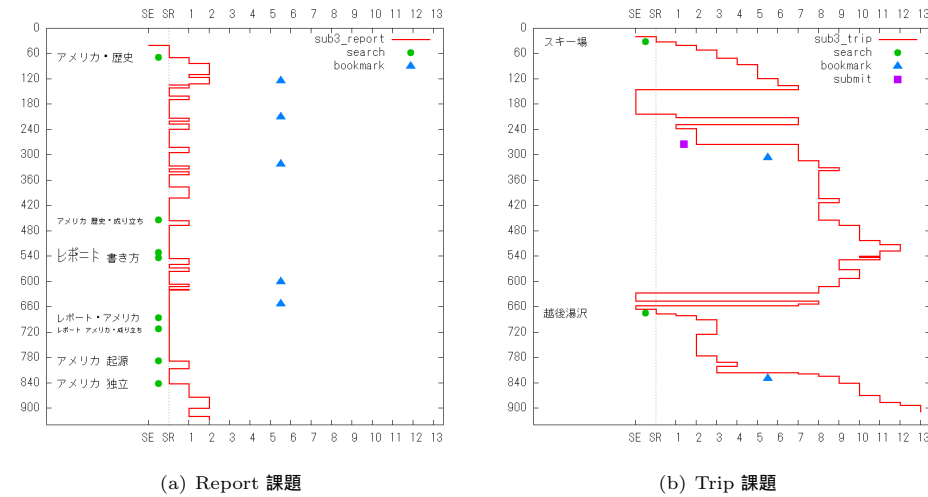 SE SR 1 2 3 4 5 6 7 8 9 10 11 12 13
0
60
120
180
240
300
360
420
480
540
600
660
720
780
840
900
sub3_report
search
bookmark
アメリカ・歴史
アメリカ 歴史・成り立ち
レポート
レポート 書き方
レポート・アメリカ
レポート アメリカ・成り立ち
アメリカ 起源
アメリカ 独立
SE SR 1 2 3 4 5 6 7 8 9 10 11 12 13
(a) Report 課題
SE SR 1 2 3 4 5 6 7 8 9 10 11 12 13
0
60
120
180
240
300
360
420
480
540
600
660
720
780
840
900
sub3_trip
search
bookmark
submit
スキー場
越後湯沢
SE SR 1 2 3 4 5 6 7 8 9 10 11 12 13
(b) Trip 課題